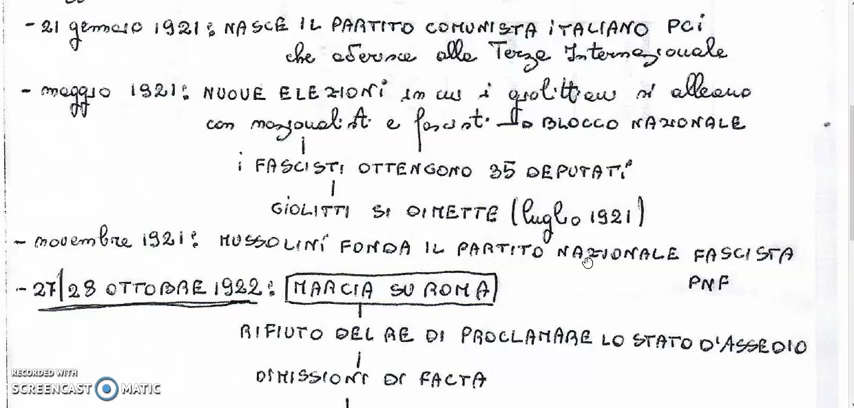 - 21 gennaio 1921: NASCE IL PARTITO COMUNISTA ITALIANO PCI
che aderisce alla Terza Internazionale
- maggio 1921: NUOVE ELEZIONI in cui i giolittiani si alleano
con nazionalisti e fascisti → BLOCCO NAZIONALE
i FASCISTI OTTENGONO 35 DEPUTATI
GIOLITTI SI DIMETTE (luglio 1921)
- novembre 1921: MUSSOLINI FONDA IL PARTITO NAZIONALE FASCISTA
PNF
- 27/28 OTTOBRE 1922: MARCIA SU ROMA
RIFIUTO DEL RE DI PROCLAMARE LO STATO D'ASSEDIO
DIMISSIONI DI FACTA
RECORDED WITH
SCREENCAST MATIC